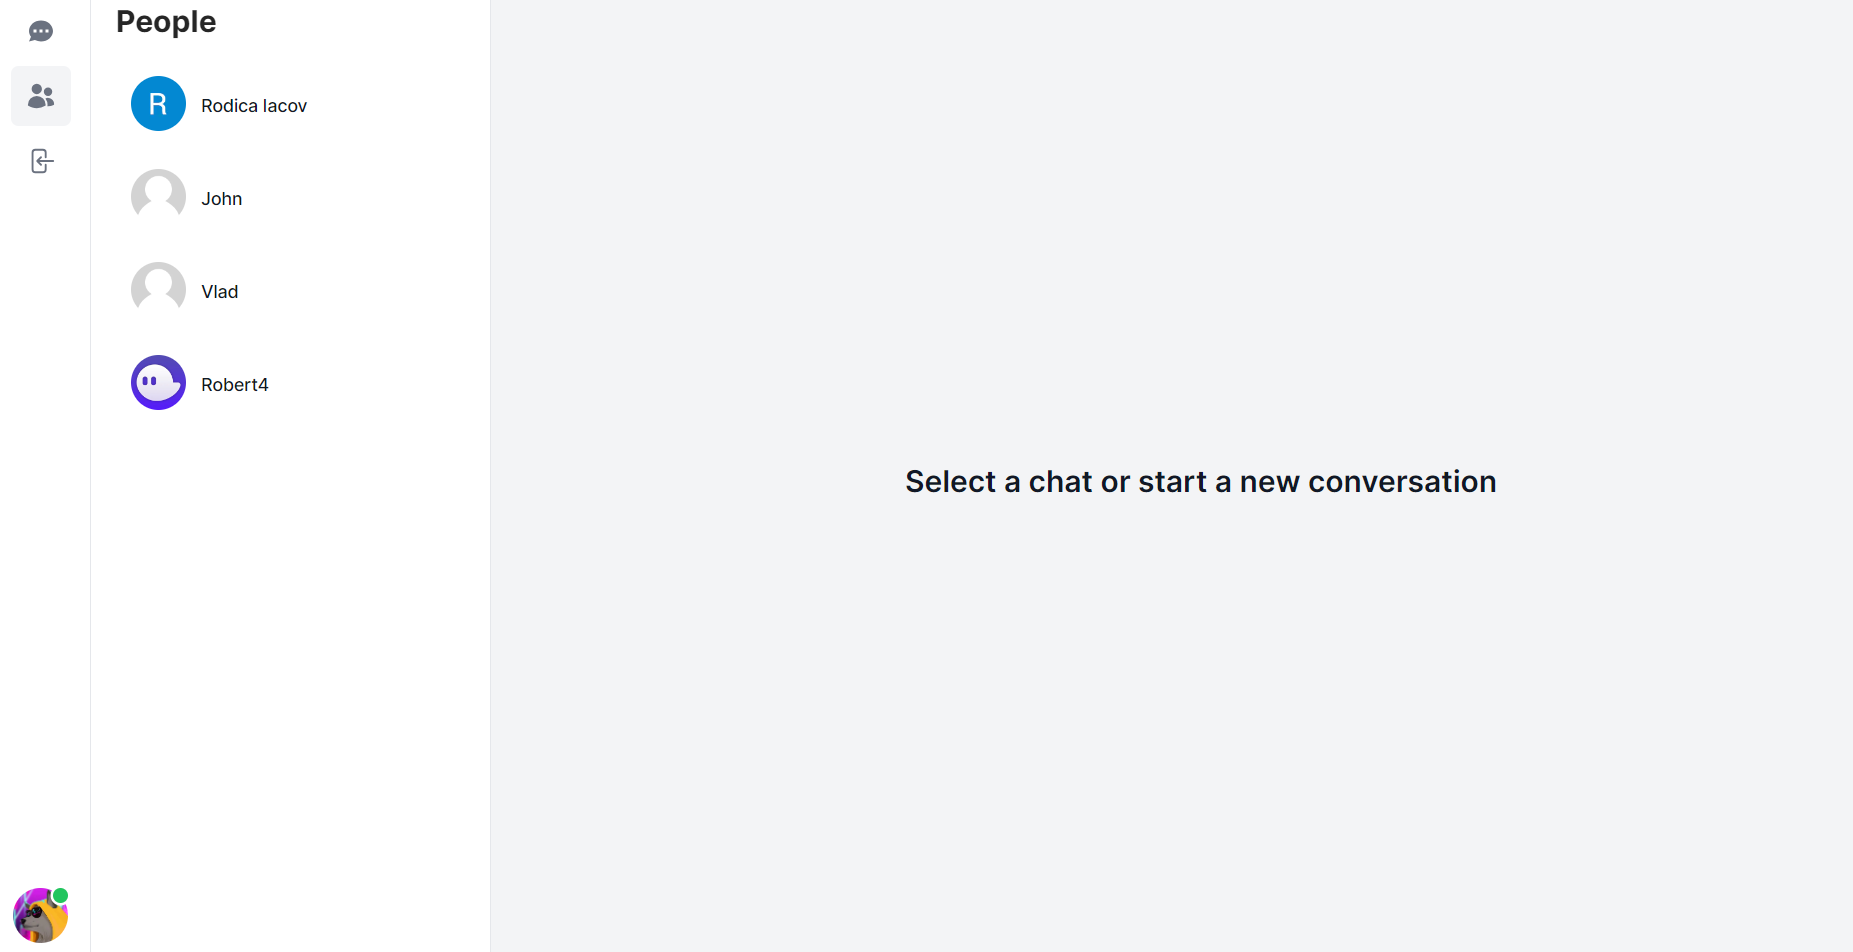 People
R
Rodica Iacov
John
Vlad
Robert4
Select a chat or start a new conversation